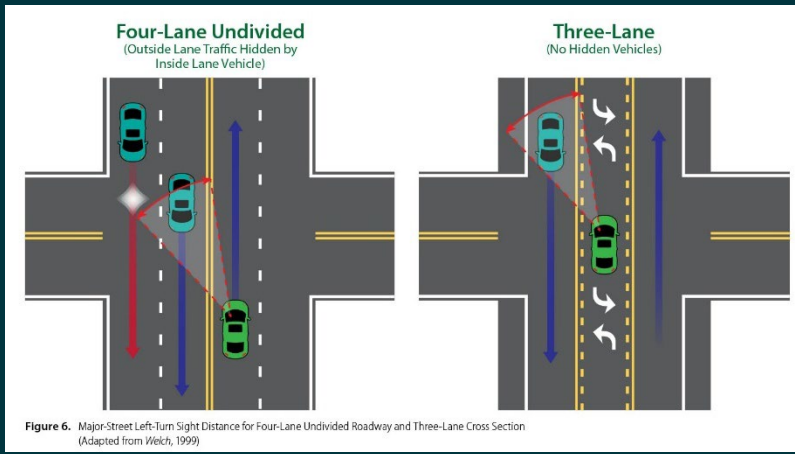 Four-Lane Undivided
(Outside Lane Traffic Hidden by
Inside Lane Vehicle)
Three-Lane
(No Hidden Vehicles)
Figure 6. Major-Street Left-Turn Sight Distance for Four-Lane Undivided Roadway and Three-Lane Cross Section
(Adapted from Welch, 1999)